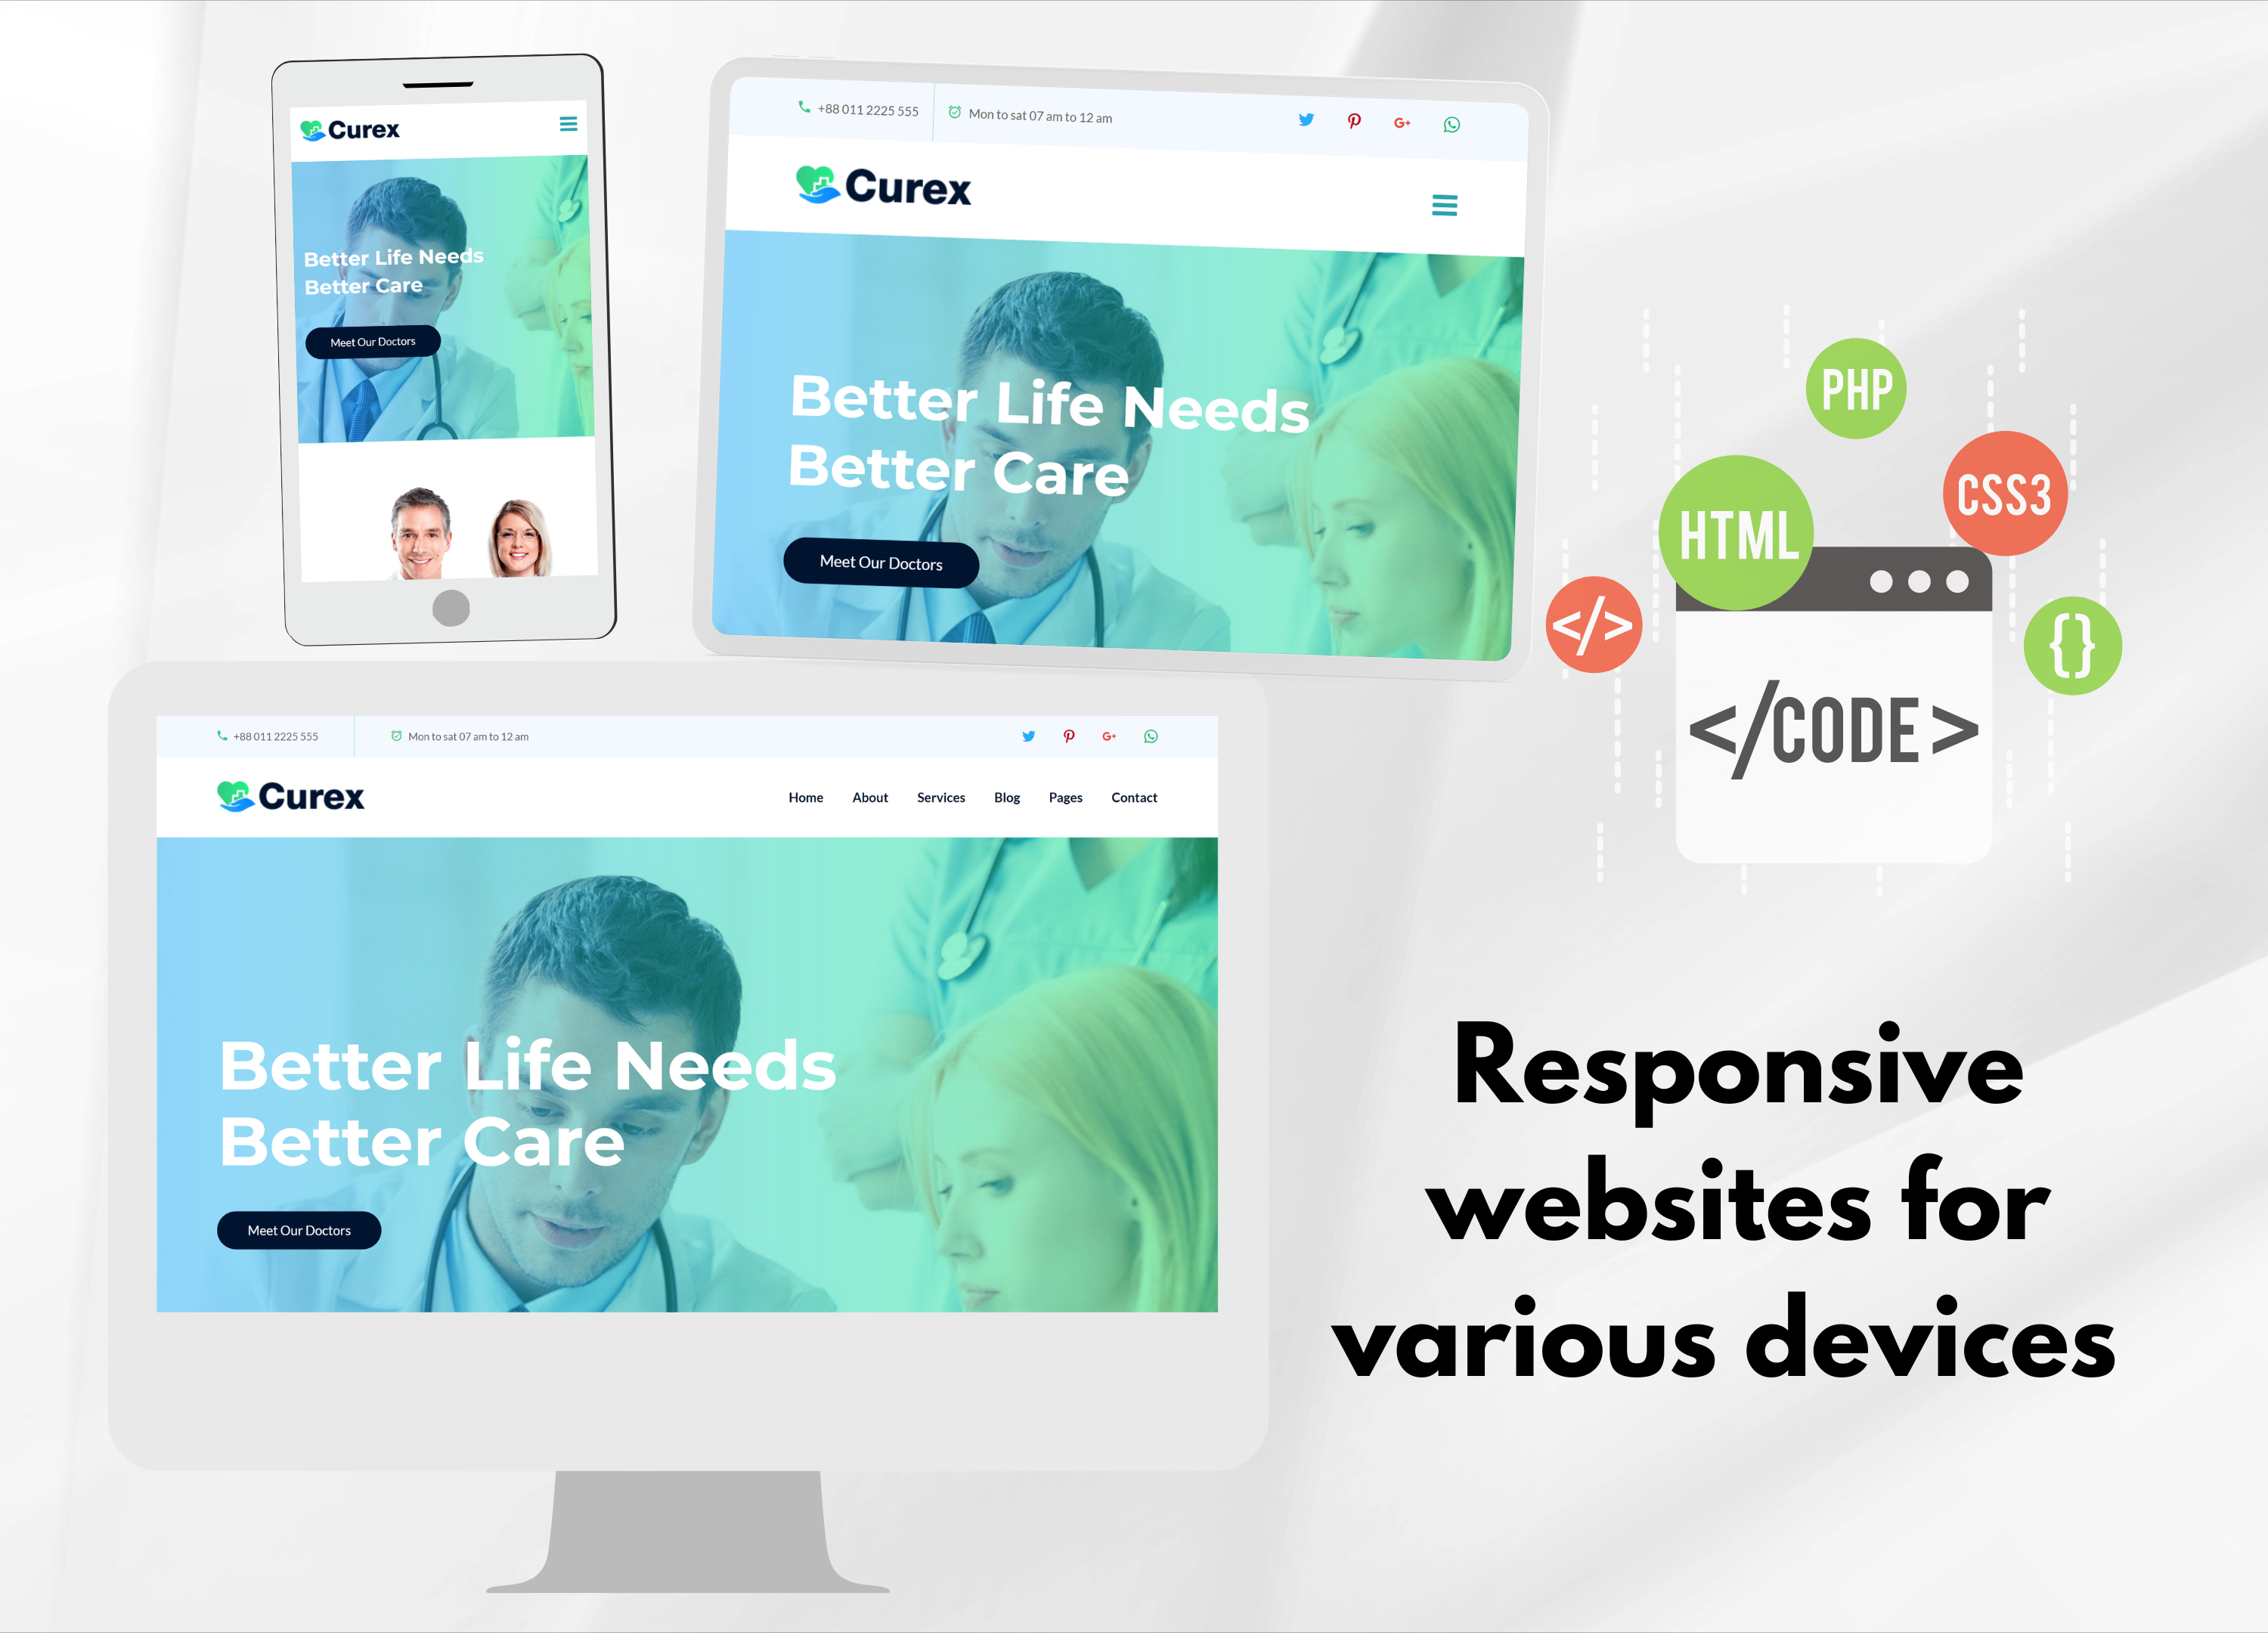 Curex
Better Life Needs
Better Care
Meet Our Doctors
+88 011 2225 555
Mon to sat 07 am to 12 am
G+
Curex
Better Life Needs
Better Care
Meet Our Doctors
PHP
CSS3
HTML
</>
{}
</CODE>
+88 011 2225 555
Mon to sat 07 am to 12 am
G+
Curex
Home About Services Blog Pages Contact
Better Life Needs
Better Care
Meet Our Doctors
Responsive
websites for
various devices